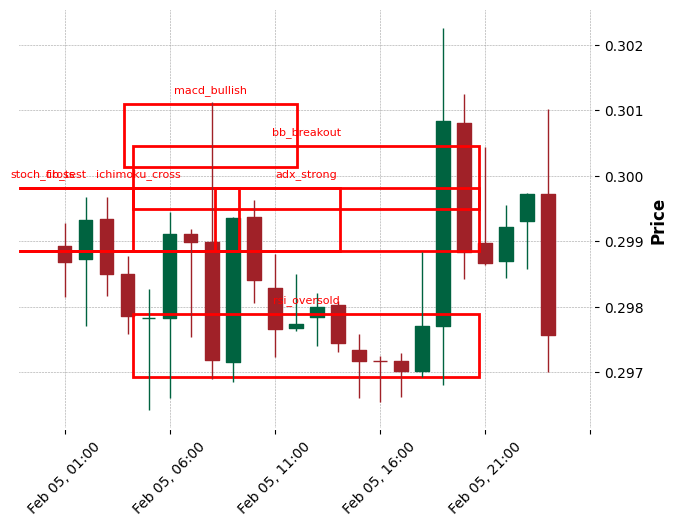 macd_bullish
bb_breakout
ichimoku_cross
adx_strong
0.302
0.301
0.300
0.299
0.298
0.297
Price
Feb 05, 01:00
Feb 05, 06:00
Feb 05, 11:00
Feb 05, 16:00
Feb 05, 21:00